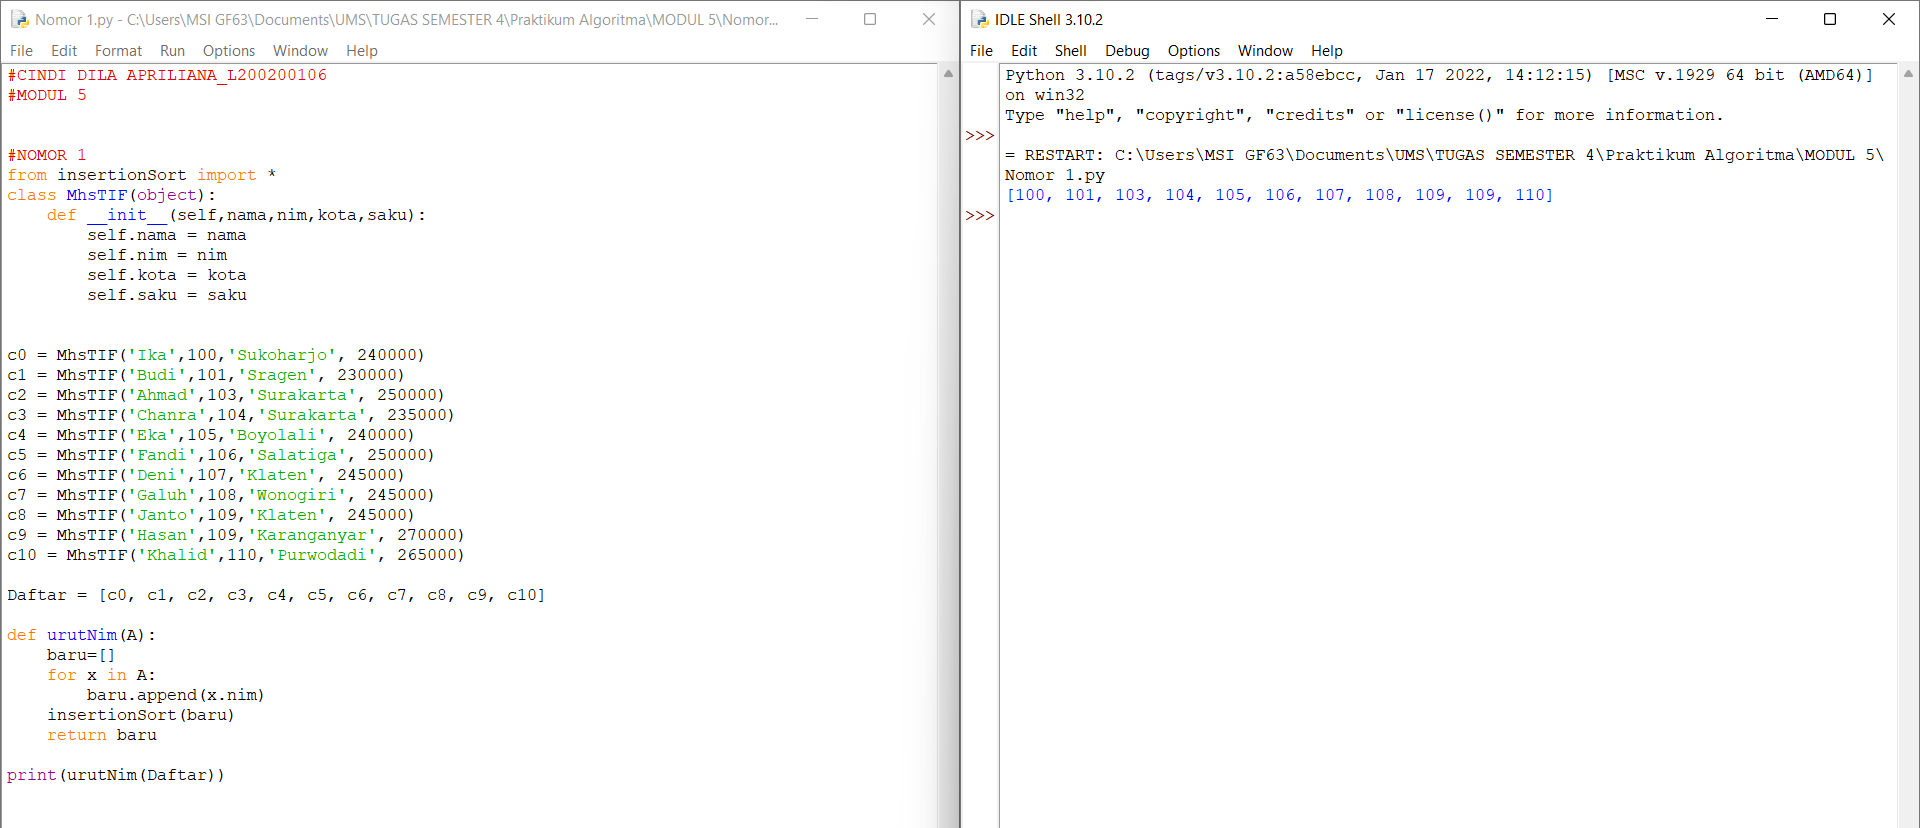 Nomor 1.py - C:\Users\MSI GF63\Documents\UMS\TUGAS SEMESTER 4\Praktikum Algoritma\MODUL 5\Nomor...
File Edit Format Run Options Window Help
#CINDI DILA APRILIANA_L200200106
#MODUL 5
#NOMOR 1
from insertionSort import *
class MhsTIF(object):
    def __init__(self,nama,nim,kota,saku):
        self.nama = nama
        self.nim = nim
        self.kota = kota
        self.saku = saku
c0 = MhsTIF('Ika',100,'Sukoharjo', 240000)
c1 = MhsTIF('Budi',101,'Sragen', 230000)
c2 = MhsTIF('Ahmad',103,'Surakarta', 250000)
c3 = MhsTIF('Chanra',104,'Surakarta', 235000)
c4 = MhsTIF('Eka',105,'Boyolali', 240000)
c5 = MhsTIF('Fandi',106,'Salatiga', 250000)
c6 = MhsTIF('Deni',107,'Klaten', 245000)
c7 = MhsTIF('Galuh',108,'Wonogiri', 245000)
c8 = MhsTIF('Janto',109,'Klaten', 245000)
c9 = MhsTIF('Hasan',109,'Karanganyar', 270000)
c10 = MhsTIF('Khalid',110,'Purwodadi', 265000)
Daftar = [c0, c1, c2, c3, c4, c5, c6, c7, c8, c9, c10]
def urutNim(A):
    baru=[]
    for x in A:
        baru.append(x.nim)
    insertionSort(baru)
    return baru
print(urutNim(Daftar))
IDLE Shell 3.10.2
File Edit Shell Debug Options Window Help
Python 3.10.2 (tags/v3.10.2:a58ebcc, Jan 17 2022, 14:12:15) [MSC v.1929 64 bit (AMD64)]
on win32
Type "help", "copyright", "credits" or "license()" for more information.
>>>
= RESTART: C:\Users\MSI GF63\Documents\UMS\TUGAS SEMESTER 4\Praktikum Algoritma\MODUL 5\
Nomor 1.py
[100, 101, 103, 104, 105, 106, 107, 108, 109, 109, 110]
>>>